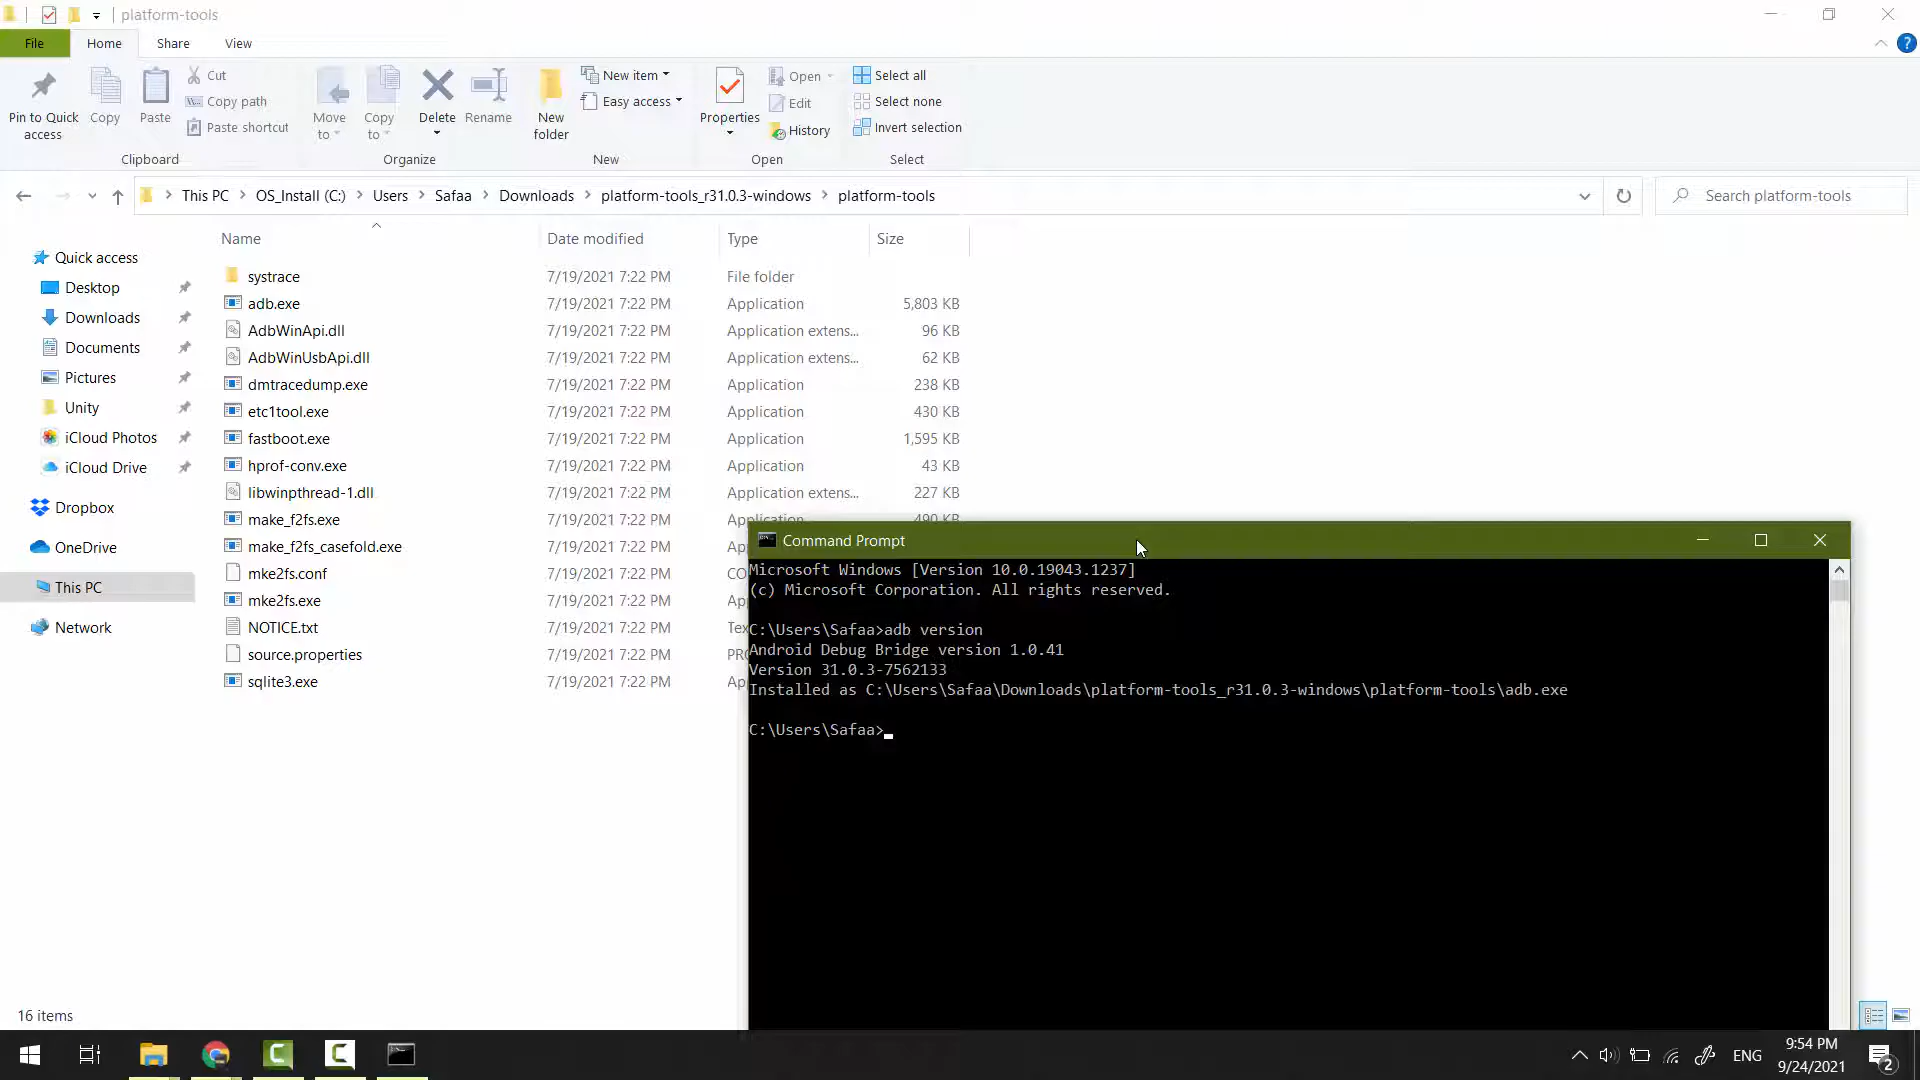 platform-tools
File
Home
Share
View
?
Pin to Quick access
Copy
Paste
Cut
Copy path
Paste shortcut
Clipboard
Move to
Copy to
Delete
Rename
Organize
New folder
New item
Easy access
New
Properties
Open
Edit
History
Open
Select all
Select none
Invert selection
Select
This PC
OS_Install (C:)
Users
Safaa
Downloads
platform-tools_r31.0.3-windows
platform-tools
Search platform-tools
Quick access
Desktop
Downloads
Documents
Pictures
Unity
iCloud Photos
iCloud Drive
Dropbox
OneDrive
This PC
Network
Name Date modified Type Size
systrace 7/19/2021 7:22 PM File folder
adb.exe 7/19/2021 7:22 PM Application 5,803 KB
AdbWinApi.dll 7/19/2021 7:22 PM Application extens... 96 KB
AdbWinUsbApi.dll 7/19/2021 7:22 PM Application extens... 62 KB
dmtracedump.exe 7/19/2021 7:22 PM Application 238 KB
etc1tool.exe 7/19/2021 7:22 PM Application 430 KB
fastboot.exe 7/19/2021 7:22 PM Application 1,595 KB
hprof-conv.exe 7/19/2021 7:22 PM Application 43 KB
libwinpthread-1.dll 7/19/2021 7:22 PM Application extens... 227 KB
make_f2fs.exe 7/19/2021 7:22 PM Application 490 KB
make_f2fs_casefold.exe 7/19/2021 7:22 PM Ap
mke2fs.conf 7/19/2021 7:22 PM CO
mke2fs.exe 7/19/2021 7:22 PM Ap
NOTICE.txt 7/19/2021 7:22 PM Tex
source.properties 7/19/2021 7:22 PM PRO
sqlite3.exe 7/19/2021 7:22 PM Ap
16 items
Command Prompt
Microsoft Windows [Version 10.0.19043.1237]
(c) Microsoft Corporation. All rights reserved.
C:\Users\Safaa>adb version
Android Debug Bridge version 1.0.41
Version 31.0.3-7562133
Installed as C:\Users\Safaa\Downloads\platform-tools_r31.0.3-windows\platform-tools\adb.exe
C:\Users\Safaa>
ENG
9:54 PM
9/24/2021
2